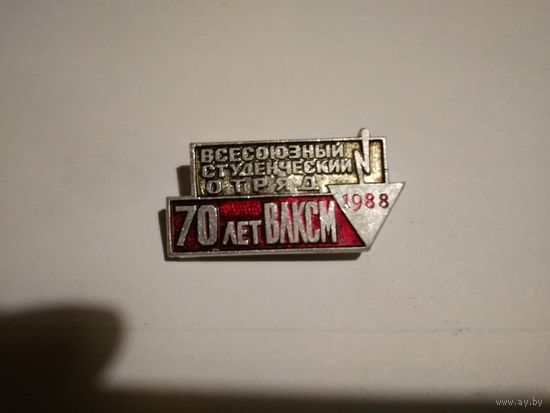 ВСЕСОЮЗНЫЙ
СТУДЕНЧЕСКИЙ
ОТРЯД
70 ЛЕТ ВЛКСМ 1988
www.ay.by